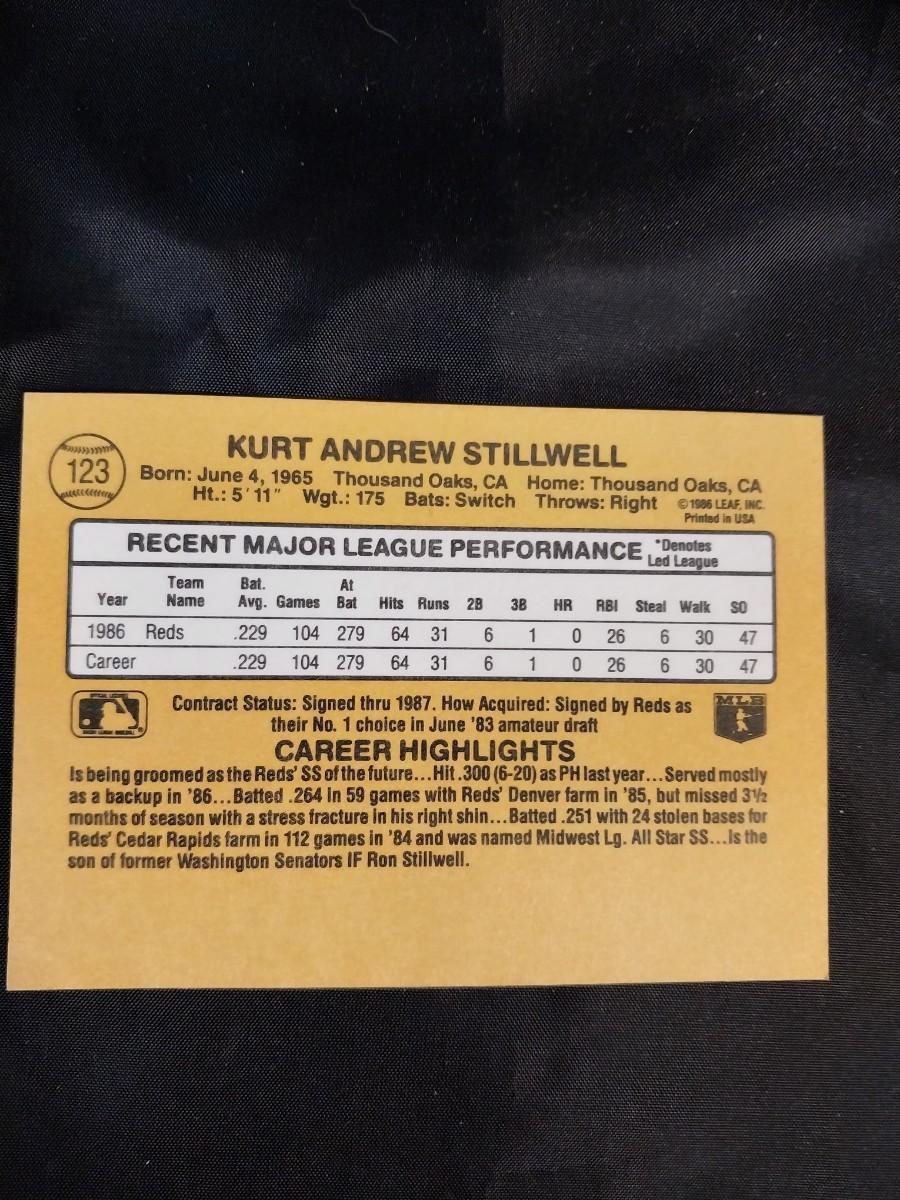 123
KURT ANDREW STILLWELL
Born: June 4, 1965 Thousand Oaks, CA Home: Thousand Oaks, CA
Ht.: 5'11" Wgt.: 175 Bats: Switch Throws: Right ©1986 LEAF, INC.
Printed in USA
RECENT MAJOR LEAGUE PERFORMANCE *Denotes
Led League
Year Team Name Bat. Avg. Games At Bat Hits Runs 2B 3B HR RBI Steal Walk SO
1986 Reds .229 104 279 64 31 6 1 0 26 6 30 47
Career .229 104 279 64 31 6 1 0 26 6 30 47
Contract Status: Signed thru 1987. How Acquired: Signed by Reds as
their No. 1 choice in June '83 amateur draft
MLB
CAREER HIGHLIGHTS
Is being groomed as the Reds' SS of the future...Hit .300 (6-20) as PH last year...Served mostly
as a backup in '86...Batted .264 in 59 games with Reds' Denver farm in '85, but missed 3½
months of season with a stress fracture in his right shin...Batted .251 with 24 stolen bases for
Reds' Cedar Rapids farm in 112 games in '84 and was named Midwest Lg. All Star SS...Is the
son of former Washington Senators IF Ron Stillwell.